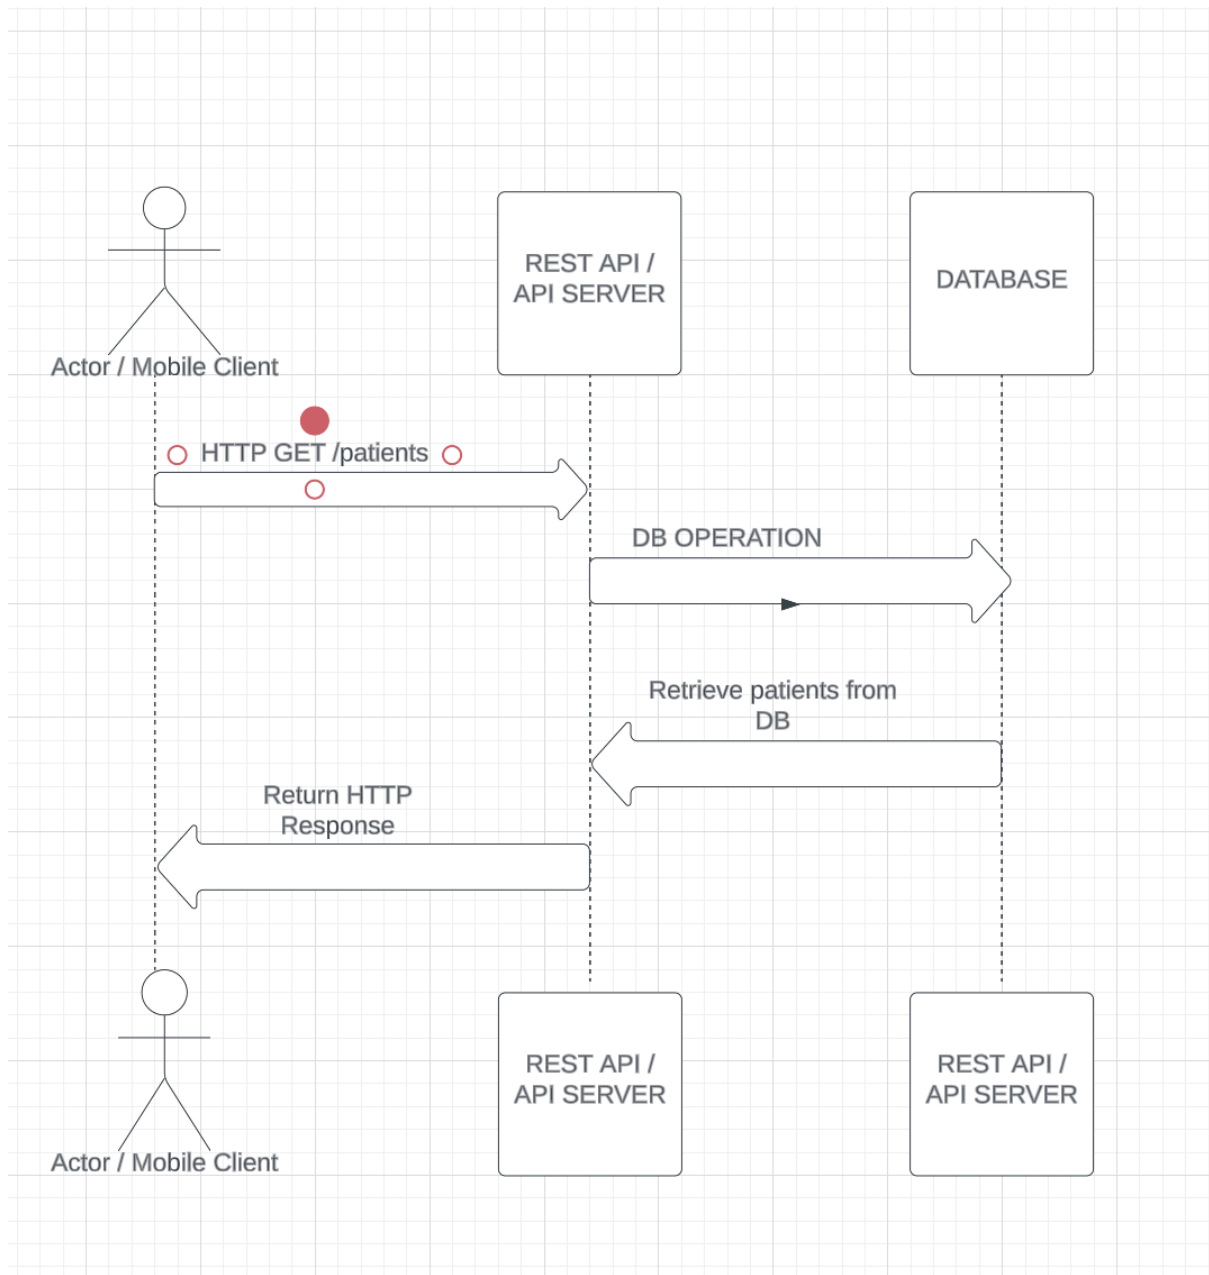 REST API /
API SERVER
DATABASE
Actor / Mobile Client
HTTP GET /patients
DB OPERATION
Retrieve patients from
DB
Return HTTP
Response
REST API /
API SERVER
REST API /
API SERVER
Actor / Mobile Client